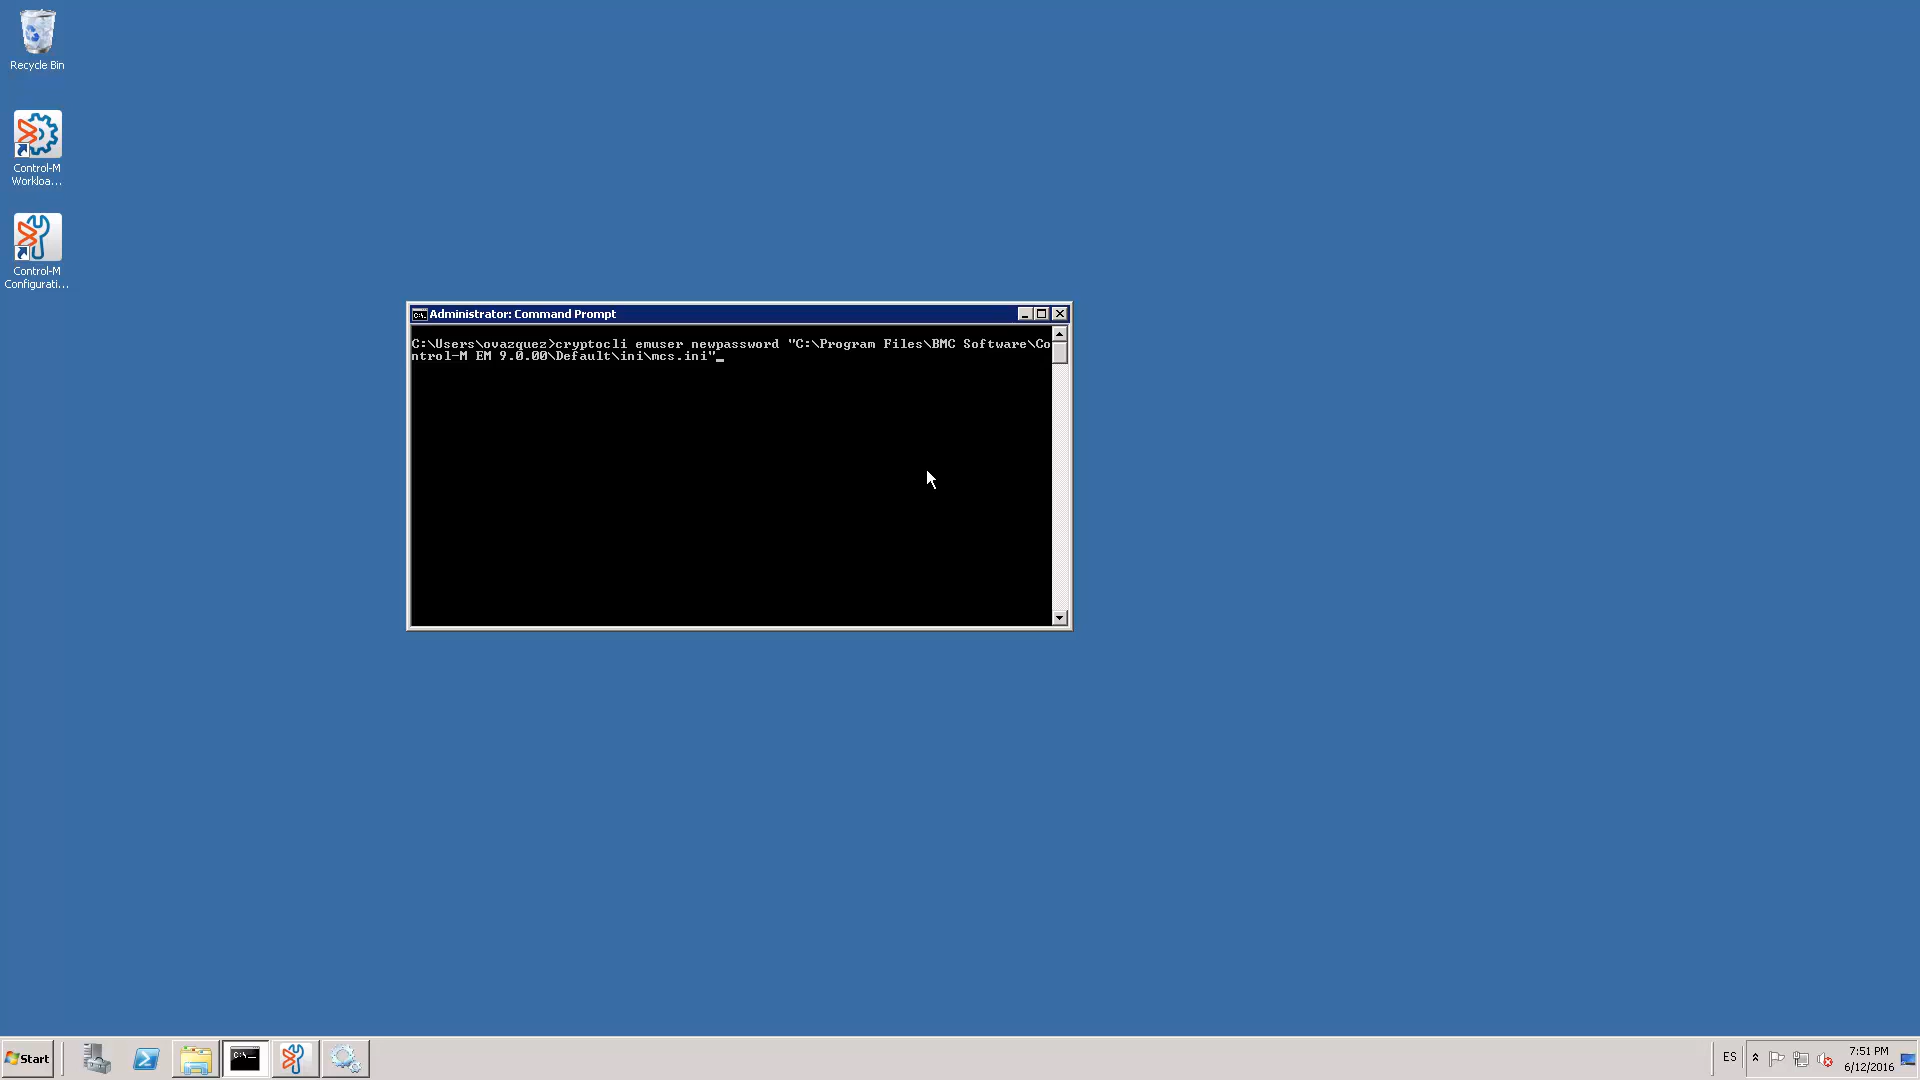 Recycle Bin
Control-M
Workloa...
Control-M
Configurati...
Administrator: Command Prompt
C:\Users\ovazquez>cryptocli emuser newpassword "C:\Program Files\BMC Software\Co
ntrol-M EM 9.0.00\Default\ini\mcs.ini"_
Start
C:\_
ES
7:51 PM
6/12/2016